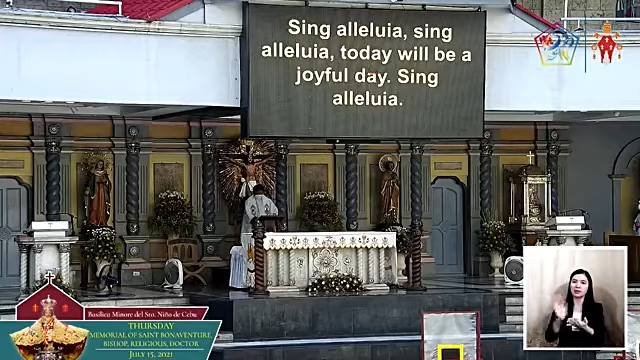 Sing alleluia, sing
alleluia, today will be a
joyful day. Sing
alleluia.
Basilica Minore del Sto. Niño de Cebu
THURSDAY
MEMORIAL OF SAINT BONAVENTURE
BISHOP, RELIGIOUS, DOCTOR
JULY 15, 2021